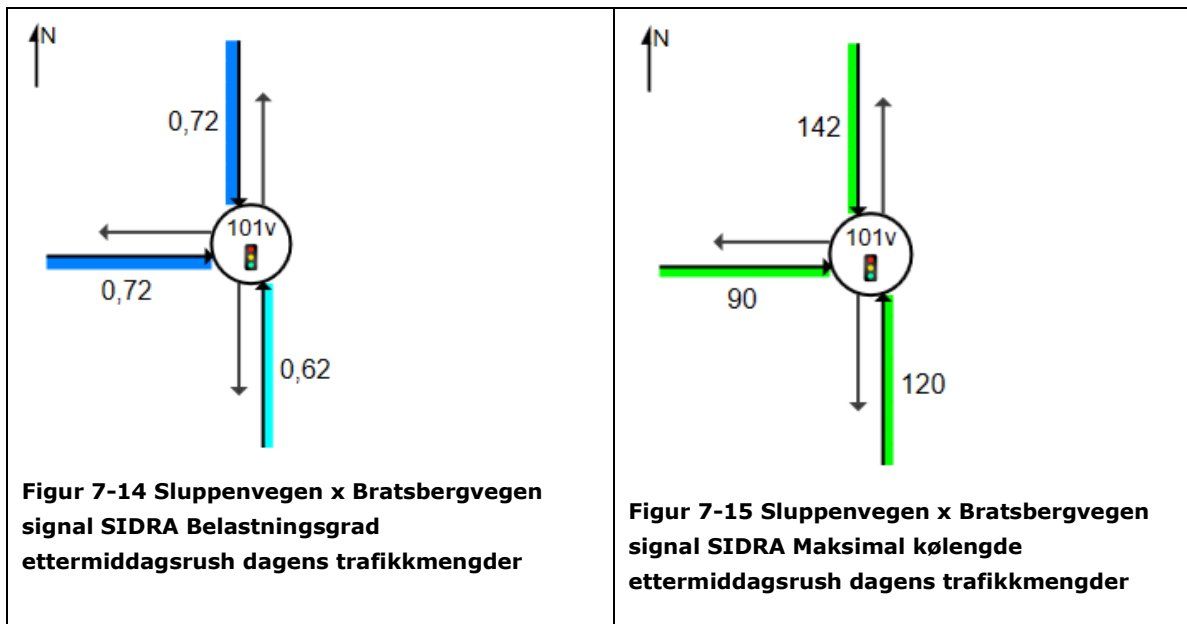 N
0,72
101v
0,72
0,62
Figur 7-14 Sluppenvegen x Bratsbergvegen
signal SIDRA Belastningsgrad
ettermiddagsrush dagens trafikkmengder
N
142
101v
90
120
Figur 7-15 Sluppenvegen x Bratsbergvegen
signal SIDRA Maksimal kølengde
ettermiddagsrush dagens trafikkmengder